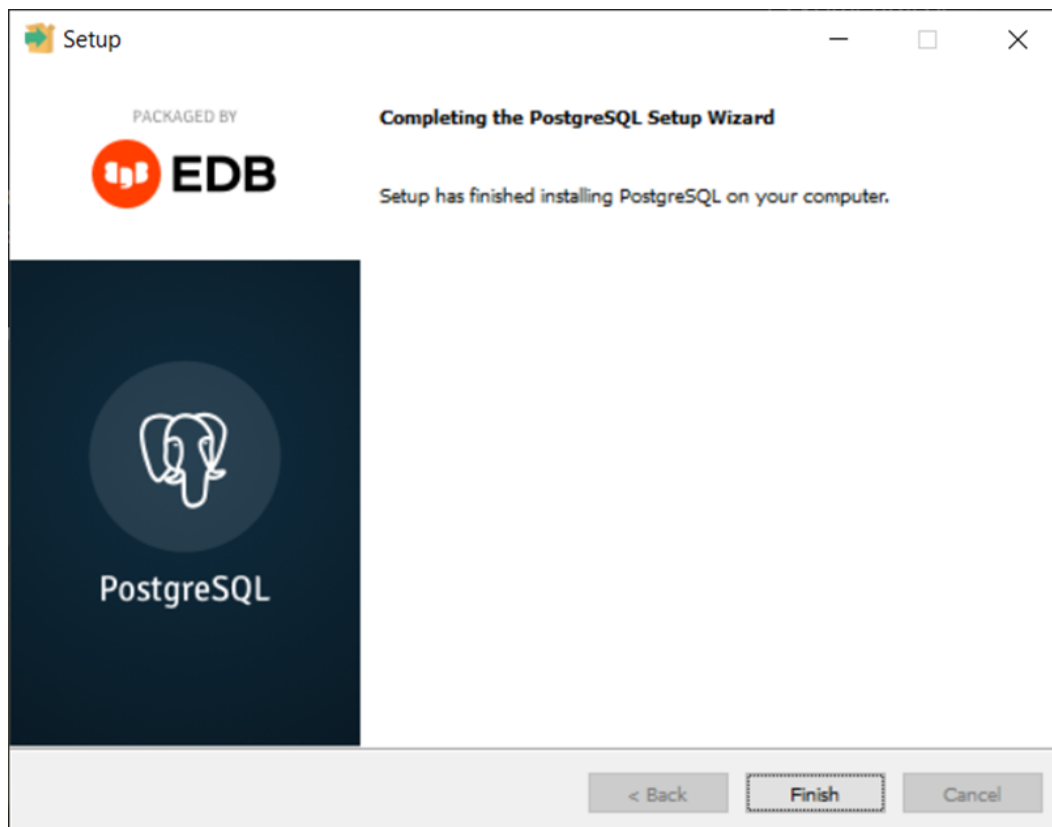 Setup
PACKAGED BY
EDB
Completing the PostgreSQL Setup Wizard
Setup has finished installing PostgreSQL on your computer.
PostgreSQL
< Back
Finish
Cancel